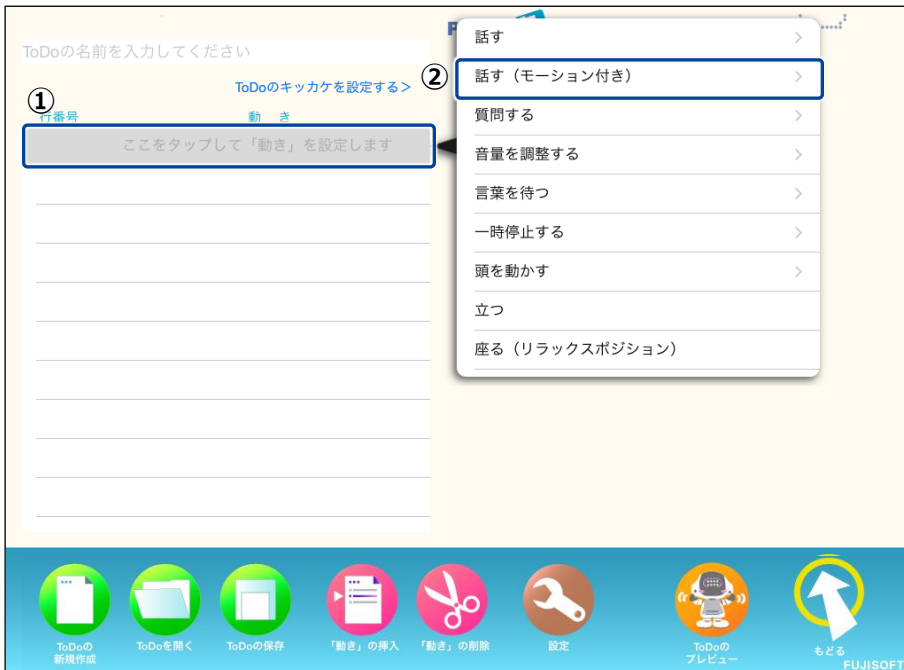 ToDoの名前を入力してください
ToDoのキッカケを設定する>
①
行番号 動 き
ここをタップして「動き」を設定します
②
話す
話す（モーション付き）
質問する
音量を調整する
言葉を待つ
一時停止する
頭を動かす
立つ
座る（リラックスポジション）
ToDoの
新規作成
ToDoを開く
ToDoの保存
「動き」の挿入
「動き」の削除
設定
ToDoの
プレビュー
もどる
FUJISOFT